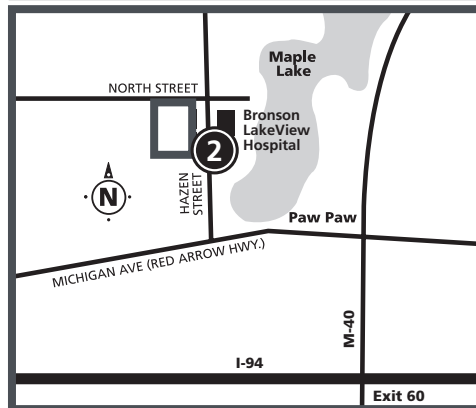 Maple
Lake
NORTH STREET
Bronson
LakeView
Hospital
2
N
HAZEN
STREET
Paw Paw
MICHIGAN AVE (RED ARROW HWY.)
M-40
I-94
Exit 60